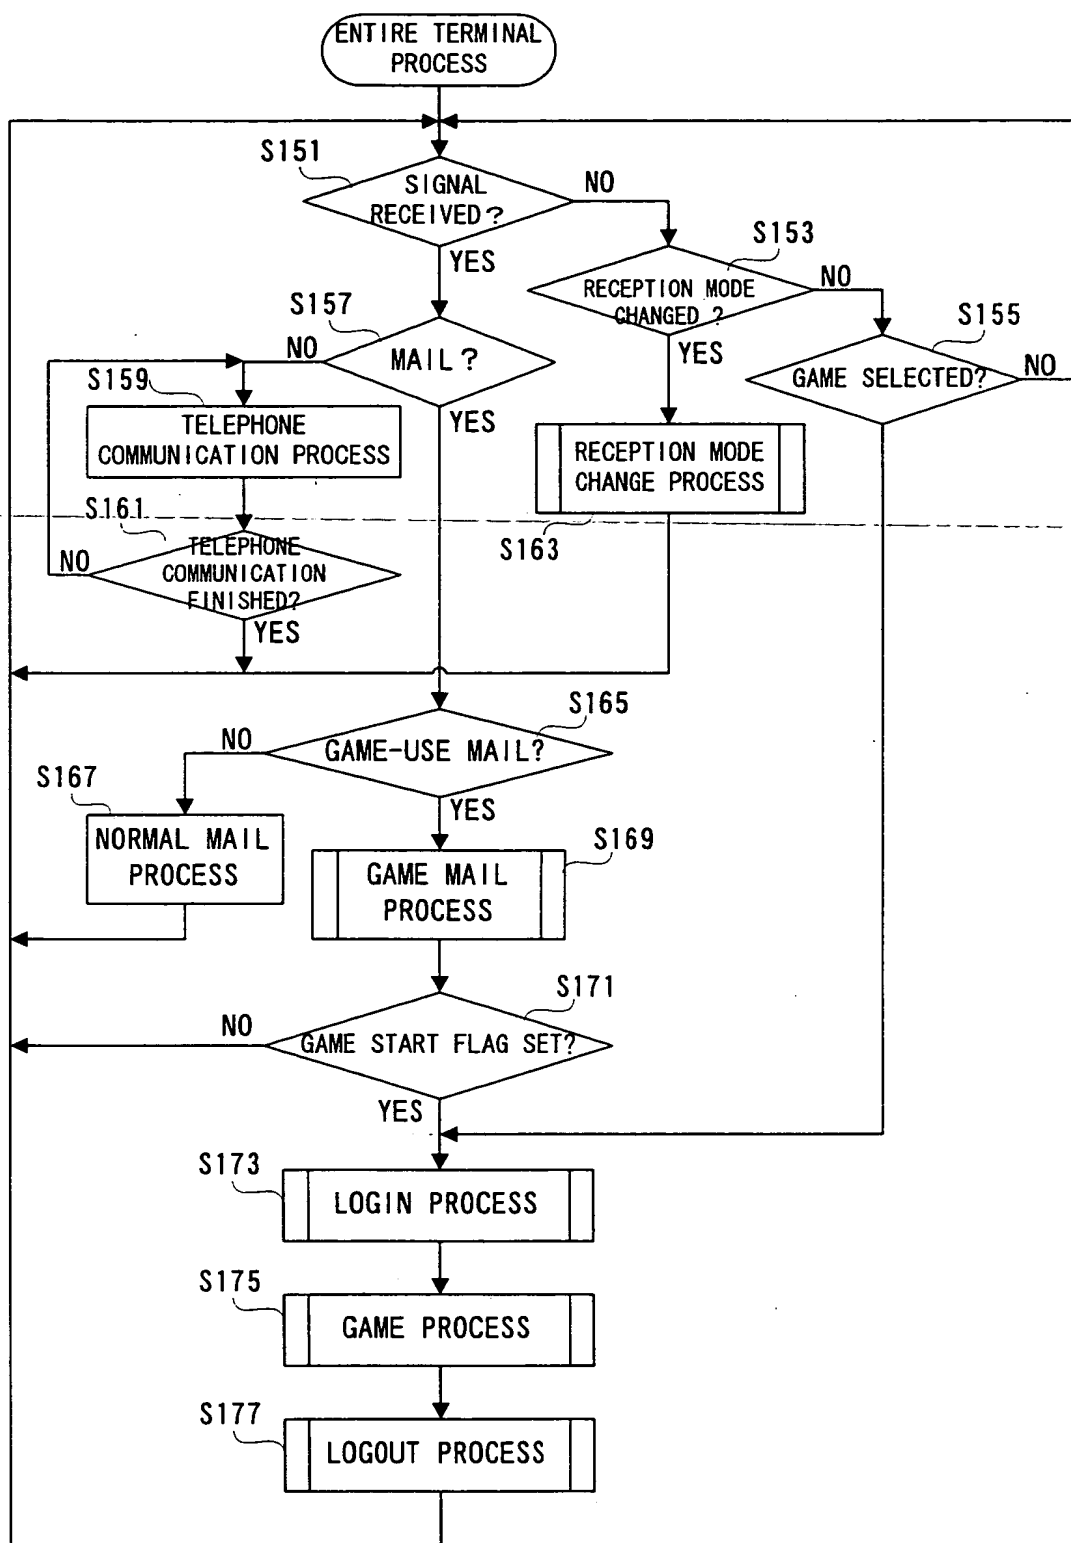 ENTIRE TERMINAL
PROCESS
S151
SIGNAL
RECEIVED?
NO
YES
S153
RECEPTION MODE
CHANGED ?
NO
YES
S155
GAME SELECTED?
NO
S157
MAIL?
NO
YES
S159
TELEPHONE
COMMUNICATION PROCESS
RECEPTION MODE
CHANGE PROCESS
S163
S161
TELEPHONE
COMMUNICATION
FINISHED?
NO
YES
S165
GAME-USE MAIL?
NO
YES
S167
NORMAL MAIL
PROCESS
S169
GAME MAIL
PROCESS
S171
GAME START FLAG SET?
NO
YES
S173
LOGIN PROCESS
S175
GAME PROCESS
S177
LOGOUT PROCESS